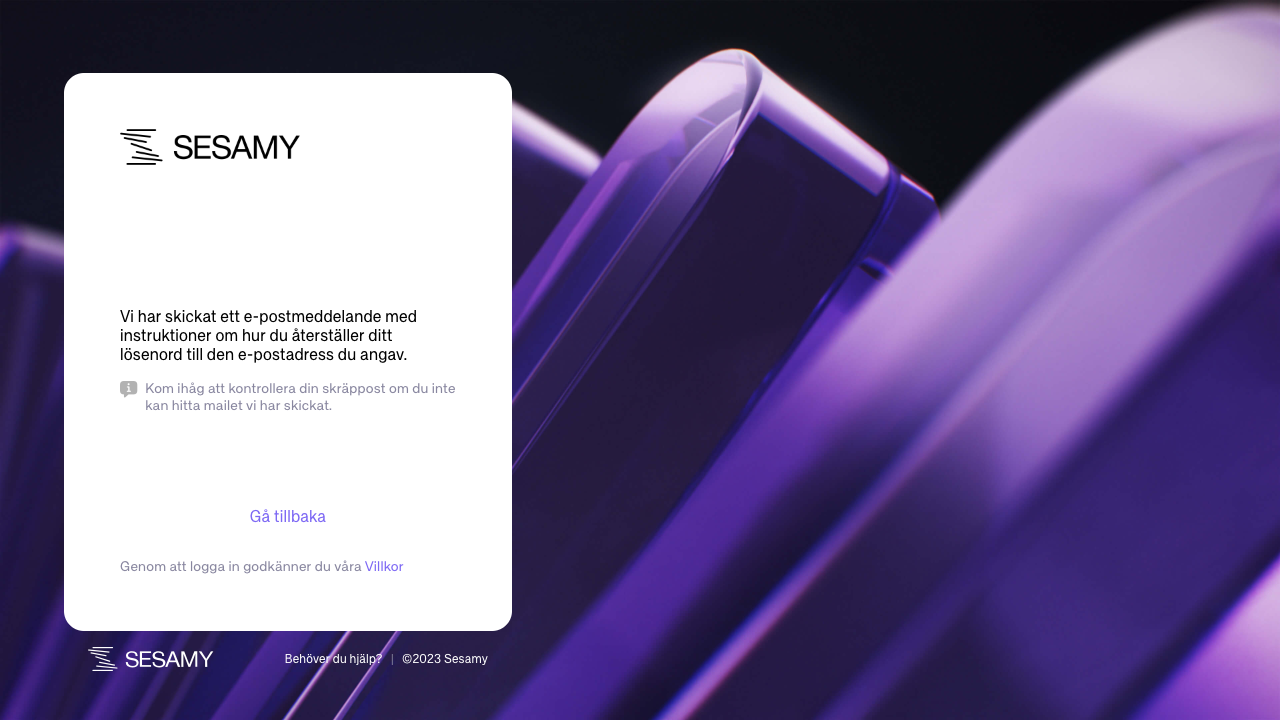 SESAMY
Vi har skickat ett e-postmeddelande med
instruktioner om hur du återställer ditt
lösenord till den e-postadress du angav.
Kom ihåg att kontrollera din skräppost om du inte
kan hitta mailet vi har skickat.
Gå tillbaka
Genom att logga in godkänner du våra Villkor
SESAMY
Behöver du hjälp? | ©2023 Sesamy